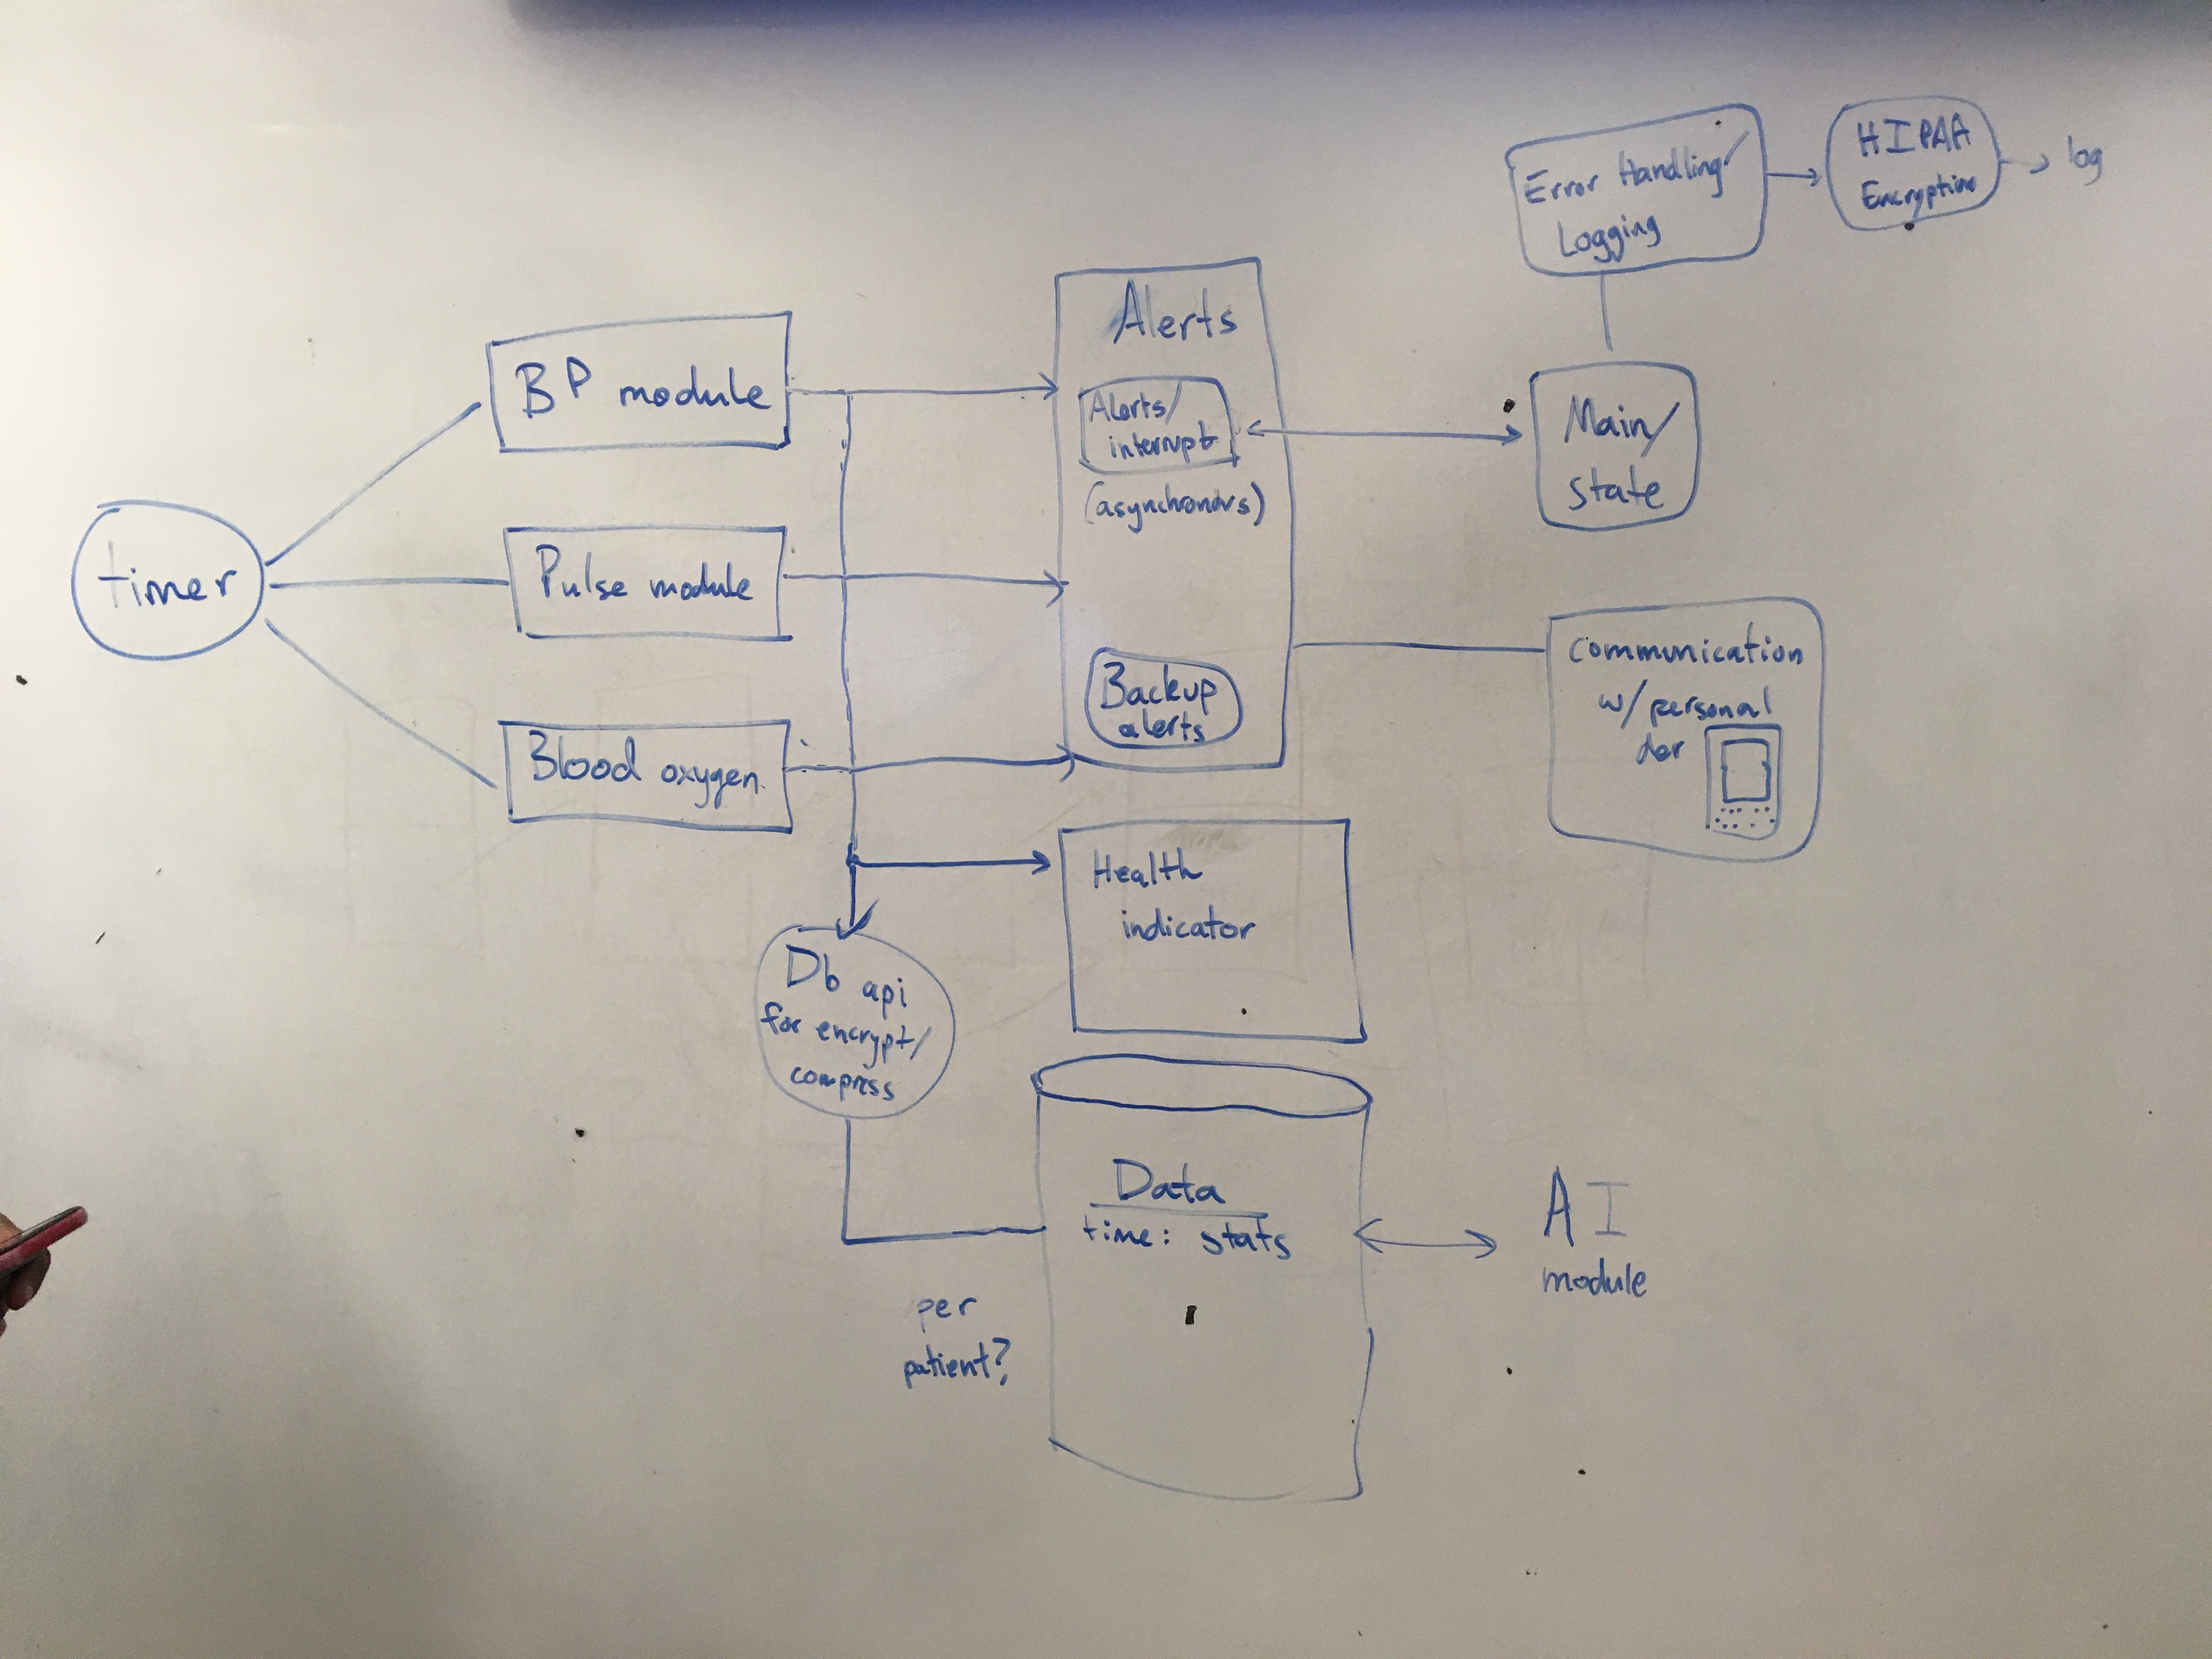 HIPAA
Encryption
log
Error Handling/
Logging
Alerts
Alerts/
interrupt
(asynchronous)
Main/
state
BP module
timer
Pulse module
Blood oxygen
Backup
alerts
Communication
w/ personal
Health
indicator
Db api
for encrypt/
compress
Data
time: stats
AI
module
per
patient?